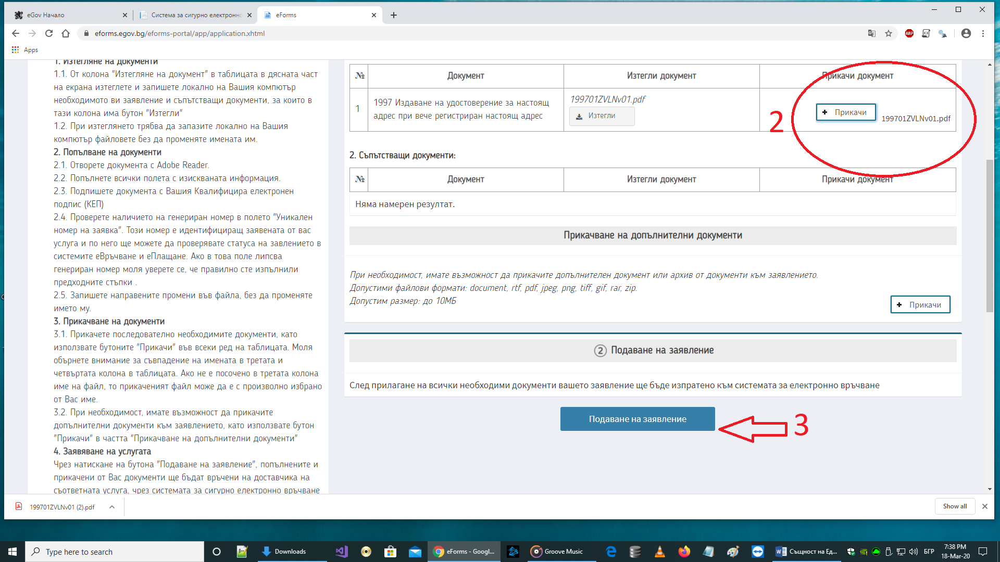 eGov Начало
Система за сигурно електронно
eForms
eforms.egov.bg/eforms-portal/app/application.xhtml
ABP
Apps
1. Изтегляне на документи
1.1. От колона "Изтегляне на документ" в таблицата в дясната част
на екрана изтеглете и запишете локално на Вашия компютър
необходимото ви заявление и съпътстващи документи, за които в
тази колона има бутон "Изтегли"
1.2. При изтеглянето трябва да запазите локално на Вашия
компютър файловете без да променяте имената им.
2. Попълване на документи
2.1. Отворете документа с Adobe Reader.
2.2. Попълнете всички полета с изискваната информация.
2.3. Подпишете документа с Вашия Квалифицира електронен
подпис (КЕП)
2.4. Проверете наличието на генериран номер в полето "Уникален
номер на заявка". Този номер е идентифициращ заявената от вас
услуга и по него ще можете да проверявате статуса на завлението в
системите еВръчване и еПлащане. Ако в това поле липсва
генериран номер моля уверете се, че правилно сте изпълнили
предходните стъпки .
2.5. Запишете направените промени във файла, без да променяте
името му.
3. Прикачване на документи
3.1. Прикачете последователно необходимите документи, като
използвате бутоните "Прикачи" във всеки ред на таблицата. Моля
обърнете внимание за съвпадение на имената в третата и
четвъртата колона в таблицата. Ако не е посочено в третата колона
име на файл, то прикаченият файл може да е с произволно избрано
от Вас име.
3.2. При необходимост, имате възможност да прикачите
допълнителни документи към заявлението, като използвате бутон
"Прикачи" в частта "Прикачване на допълнителни документи"
4. Заявяване на услугата
Чрез натискане на бутона "Подаване на заявление", попълнените и
прикачени от Вас документи ще бъдат връчени на доставчика на
съответната услуга, чрез системата за сигурно електронно връчване
№ Документ Изтегли документ Прикачи документ
1 1997 Издаване на удостоверение за настоящ
адрес при вече регистриран настоящ адрес
199701ZVLNv01.pdf
Изтегли
Прикачи 199701ZVLNv01.pdf
2
2. Съпътстващи документи:
№ Документ Изтегли документ Прикачи документ
Няма намерен резултат.
Прикачване на допълнителни документи
При необходимост, имате възможност да прикачите допълнителен документ или архив от документи към заявлението.
Допустими файлови формати: document, rtf, pdf, jpeg, png, tiff, gif, rar, zip.
Допустим размер: до 10МБ
Прикачи
2 Подаване на заявление
След прилагане на всички необходими документи вашето заявление ще бъде изпратено към системата за електронно връчване
Подаване на заявление
3
199701ZVLNv01 (2).pdf
Show all
Type here to search
Downloads
eForms - Googl...
Groove Music
Същност на Ед...
БГР
7:38 PM
18-Mar-20